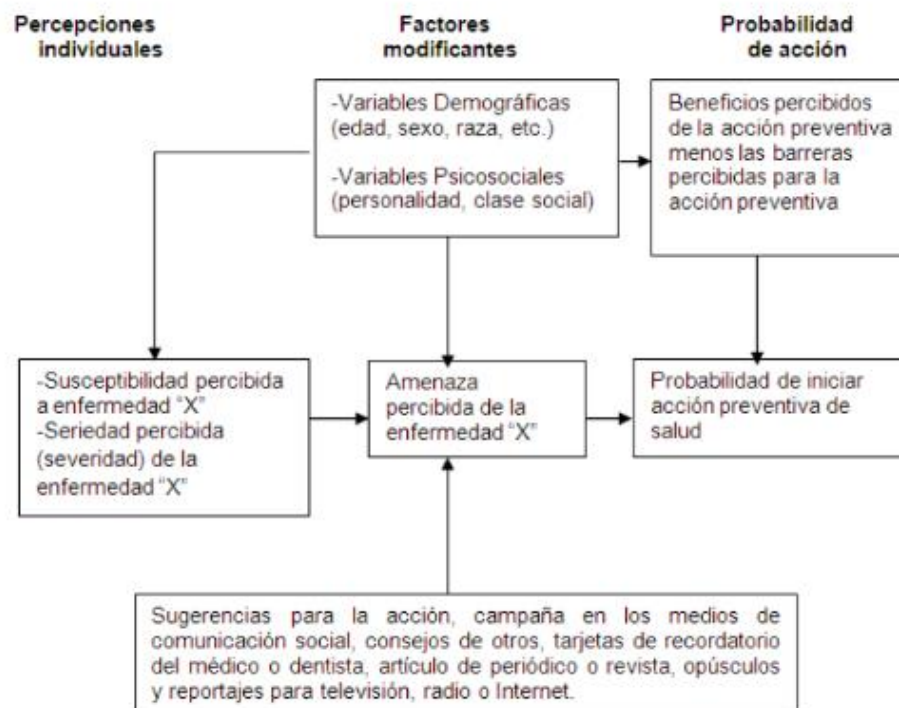 Percepciones
individuales
Factores
modificantes
Probabilidad
de acción
-Variables Demográficas
(edad, sexo, raza, etc.)
-Variables Psicosociales
(personalidad, clase social)
Beneficios percibidos
de la acción preventiva
menos las barreras
percibidas para la
acción preventiva
-Susceptibilidad percibida
a enfermedad “X”
-Seriedad percibida
(severidad) de la
enfermedad “X”
Amenaza
percibida de la
enfermedad “X”
Probabilidad de iniciar
acción preventiva de
salud
Sugerencias para la acción, campaña en los medios de
comunicación social, consejos de otros, tarjetas de recordatorio
del médico o dentista, artículo de periódico o revista, opúsculos
y reportajes para televisión, radio o Internet.